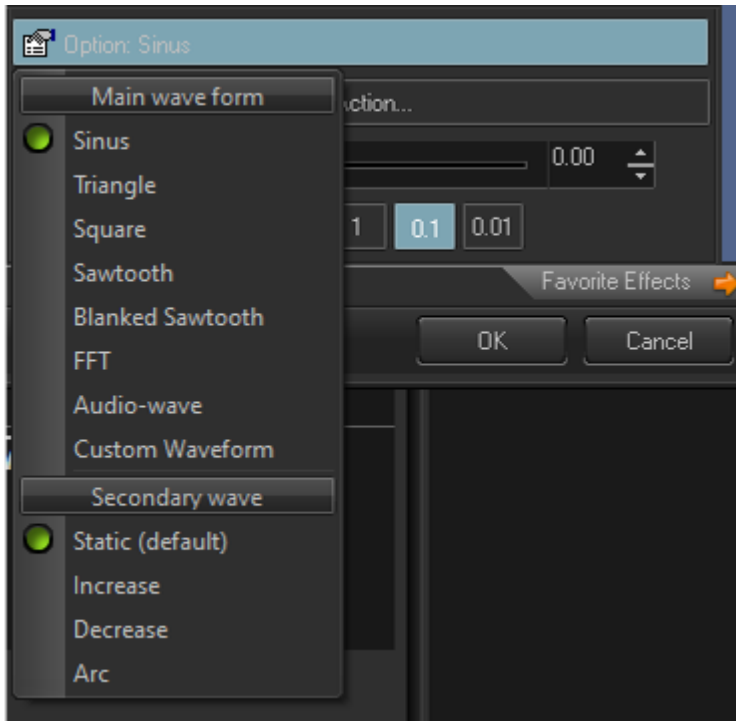 Option: Sinus
Main wave form
Action...
Sinus
0.00
Triangle
Square
1 0.1 0.01
Sawtooth
Favorite Effects
Blanked Sawtooth
OK Cancel
FFT
Audio-wave
Custom Waveform
Secondary wave
Static (default)
Increase
Decrease
Arc